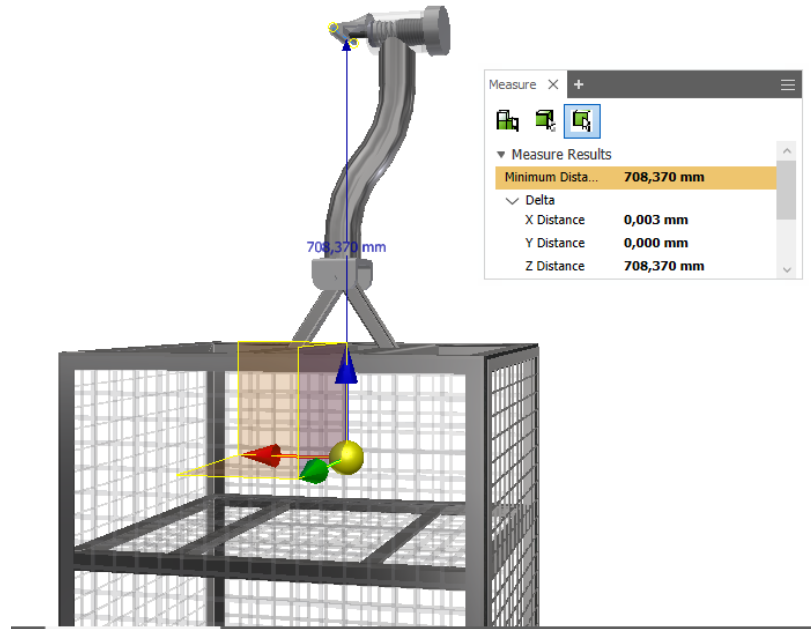 Measure
Measure Results
Minimum Dista... 708,370 mm
Delta
X Distance 0,003 mm
Y Distance 0,000 mm
Z Distance 708,370 mm
708,370 mm